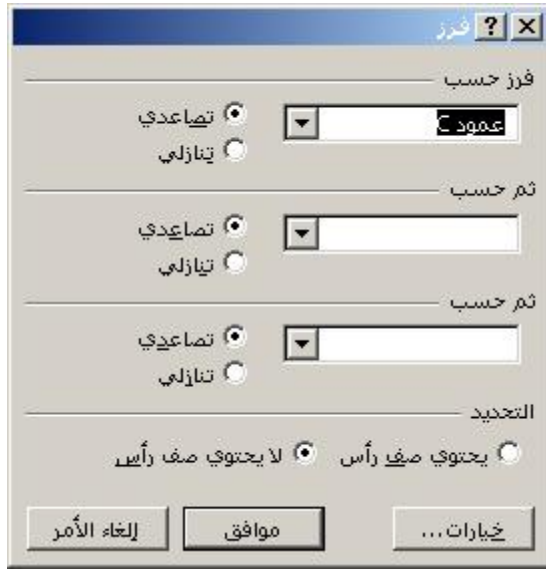 فرز
فرز حسب
عمود C
تصاعدي
تنازلي
ثم حسب
تصاعدي
تنازلي
ثم حسب
تصاعدي
تنازلي
التحديد
يحتوي صف رأس لا يحتوي صف رأس
خيارات... موافق إلغاء الأمر